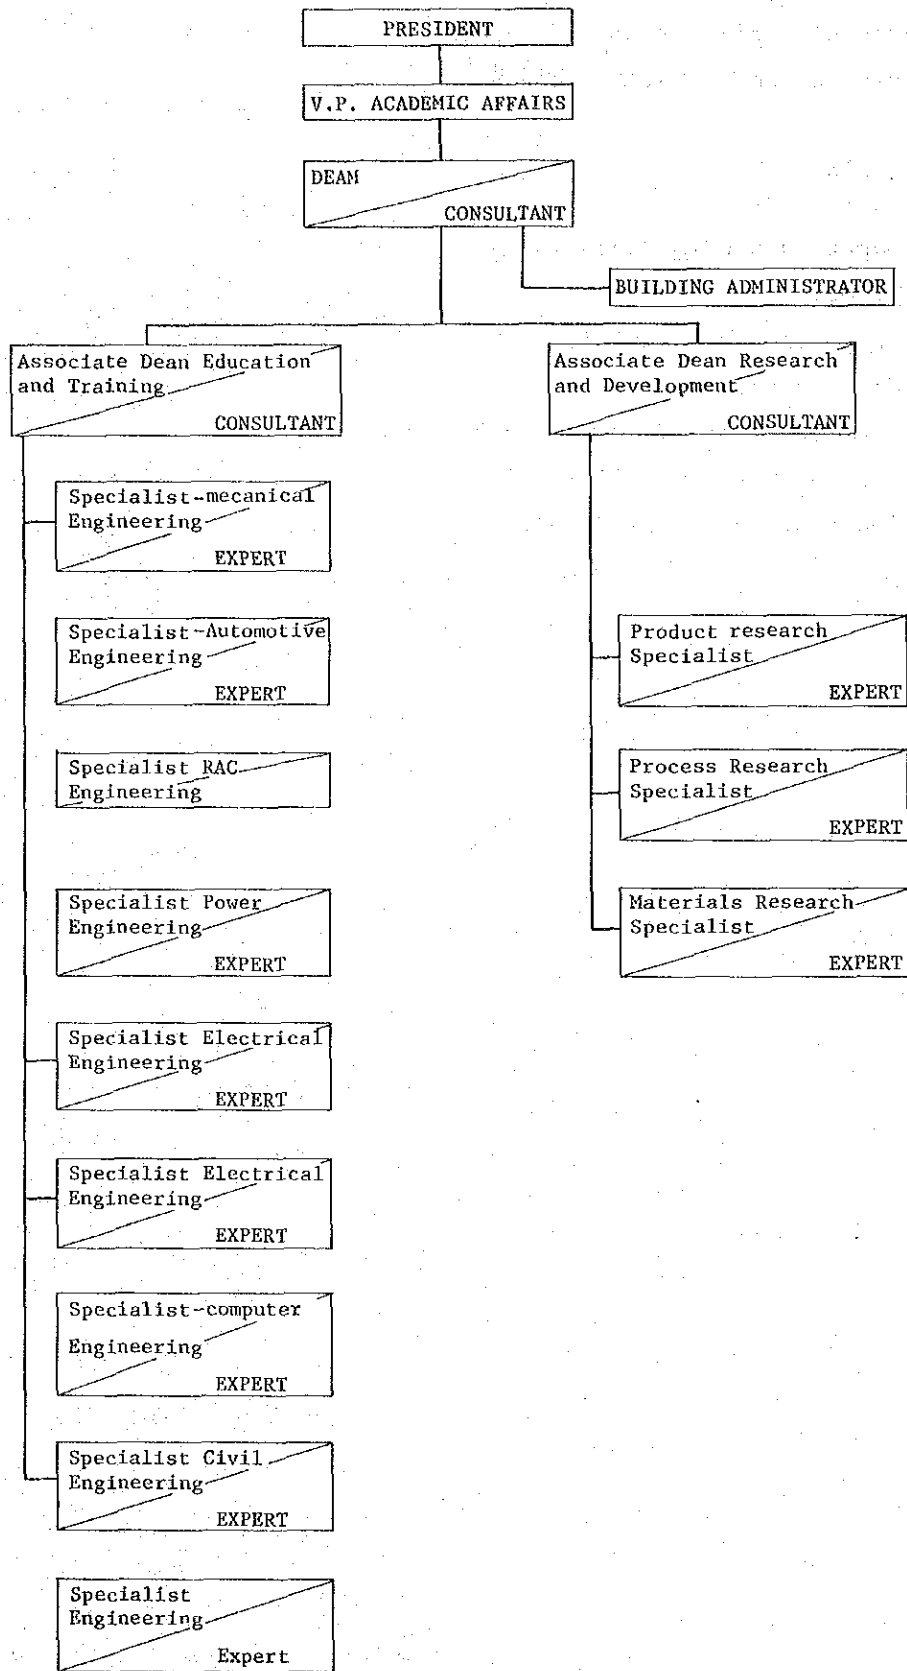 PRESIDENT
V.P. ACADEMIC AFFAIRS
DEAM
CONSULTANT
BUILDING ADMINISTRATOR
Associate Dean Education
and Training
CONSULTANT
Associate Dean Research
and Development
CONSULTANT
Specialist-mecanical
Engineering
EXPERT
Specialist-Automotive
Engineering
EXPERT
Specialist RAC
Engineering
Specialist Power
Engineering
EXPERT
Specialist Electrical
Engineering
EXPERT
Specialist Electrical
Engineering
EXPERT
Specialist-computer
Engineering
EXPERT
Specialist Civil
Engineering
EXPERT
Specialist
Engineering
Expert
Product research
Specialist
EXPERT
Process Research
Specialist
EXPERT
Materials Research
Specialist
EXPERT